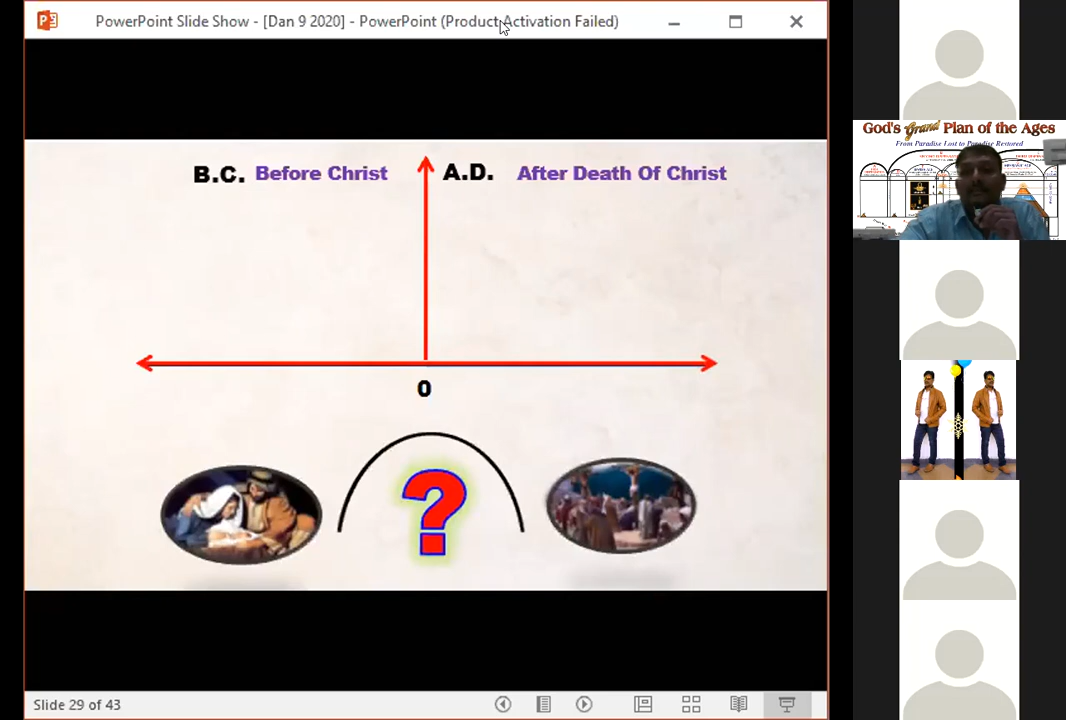 PowerPoint Slide Show - [Dan 9 2020] - PowerPoint (Product Activation Failed)
B.C. Before Christ A.D. After Death Of Christ
0
?
Slide 29 of 43
God's Grand Plan of the Ages
From Paradise Lost to Paradise Restored